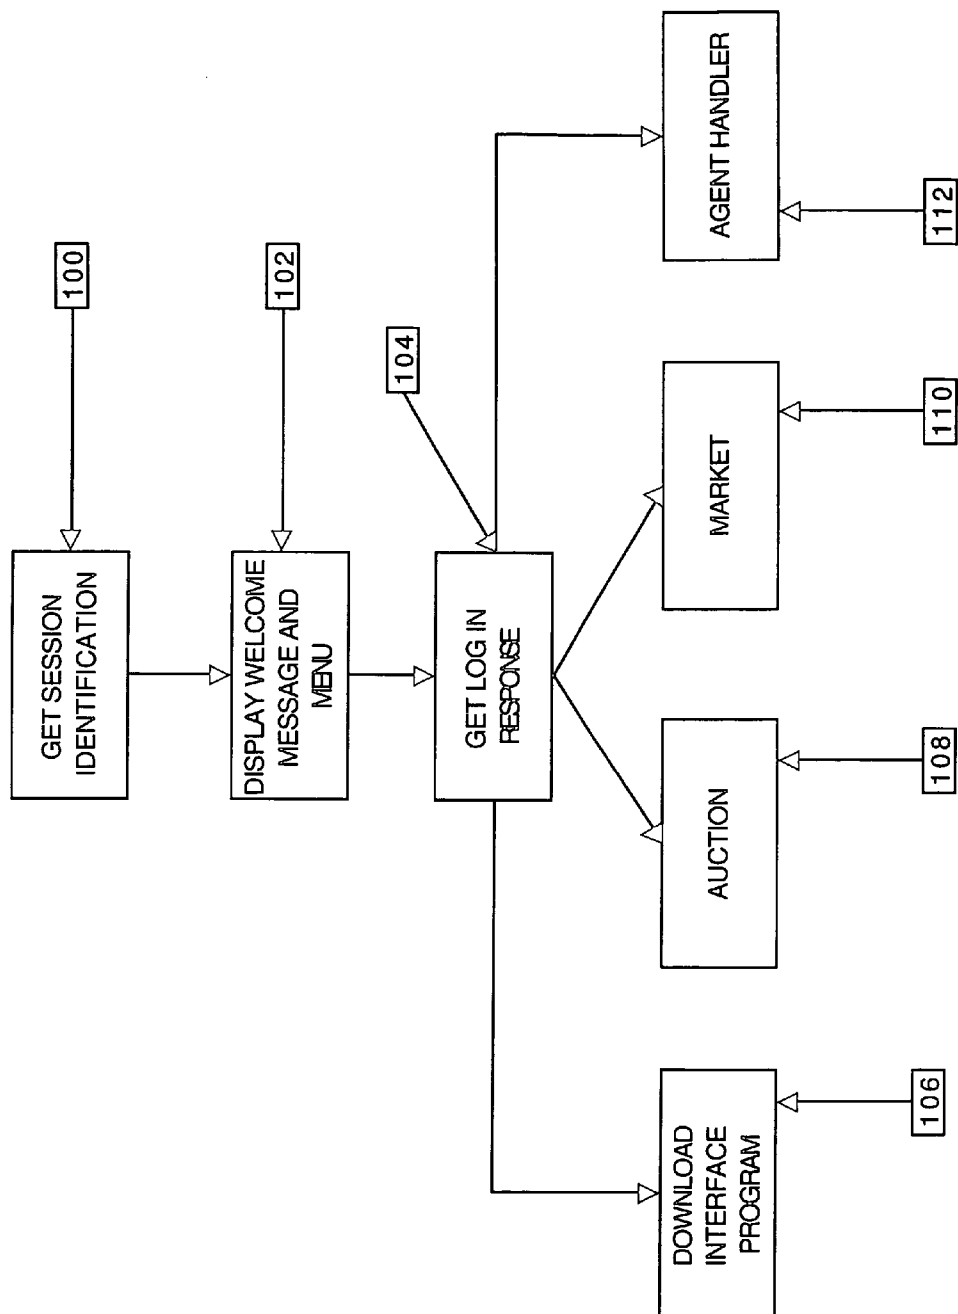 GET SESSION
IDENTIFICATION
100
DISPLAY WELCOME
MESSAGE AND
MENU
102
104
GET LOG IN
RESPONSE
DOWNLOAD
INTERFACE
PROGRAM
AUCTION
MARKET
AGENT HANDLER
106
108
110
112